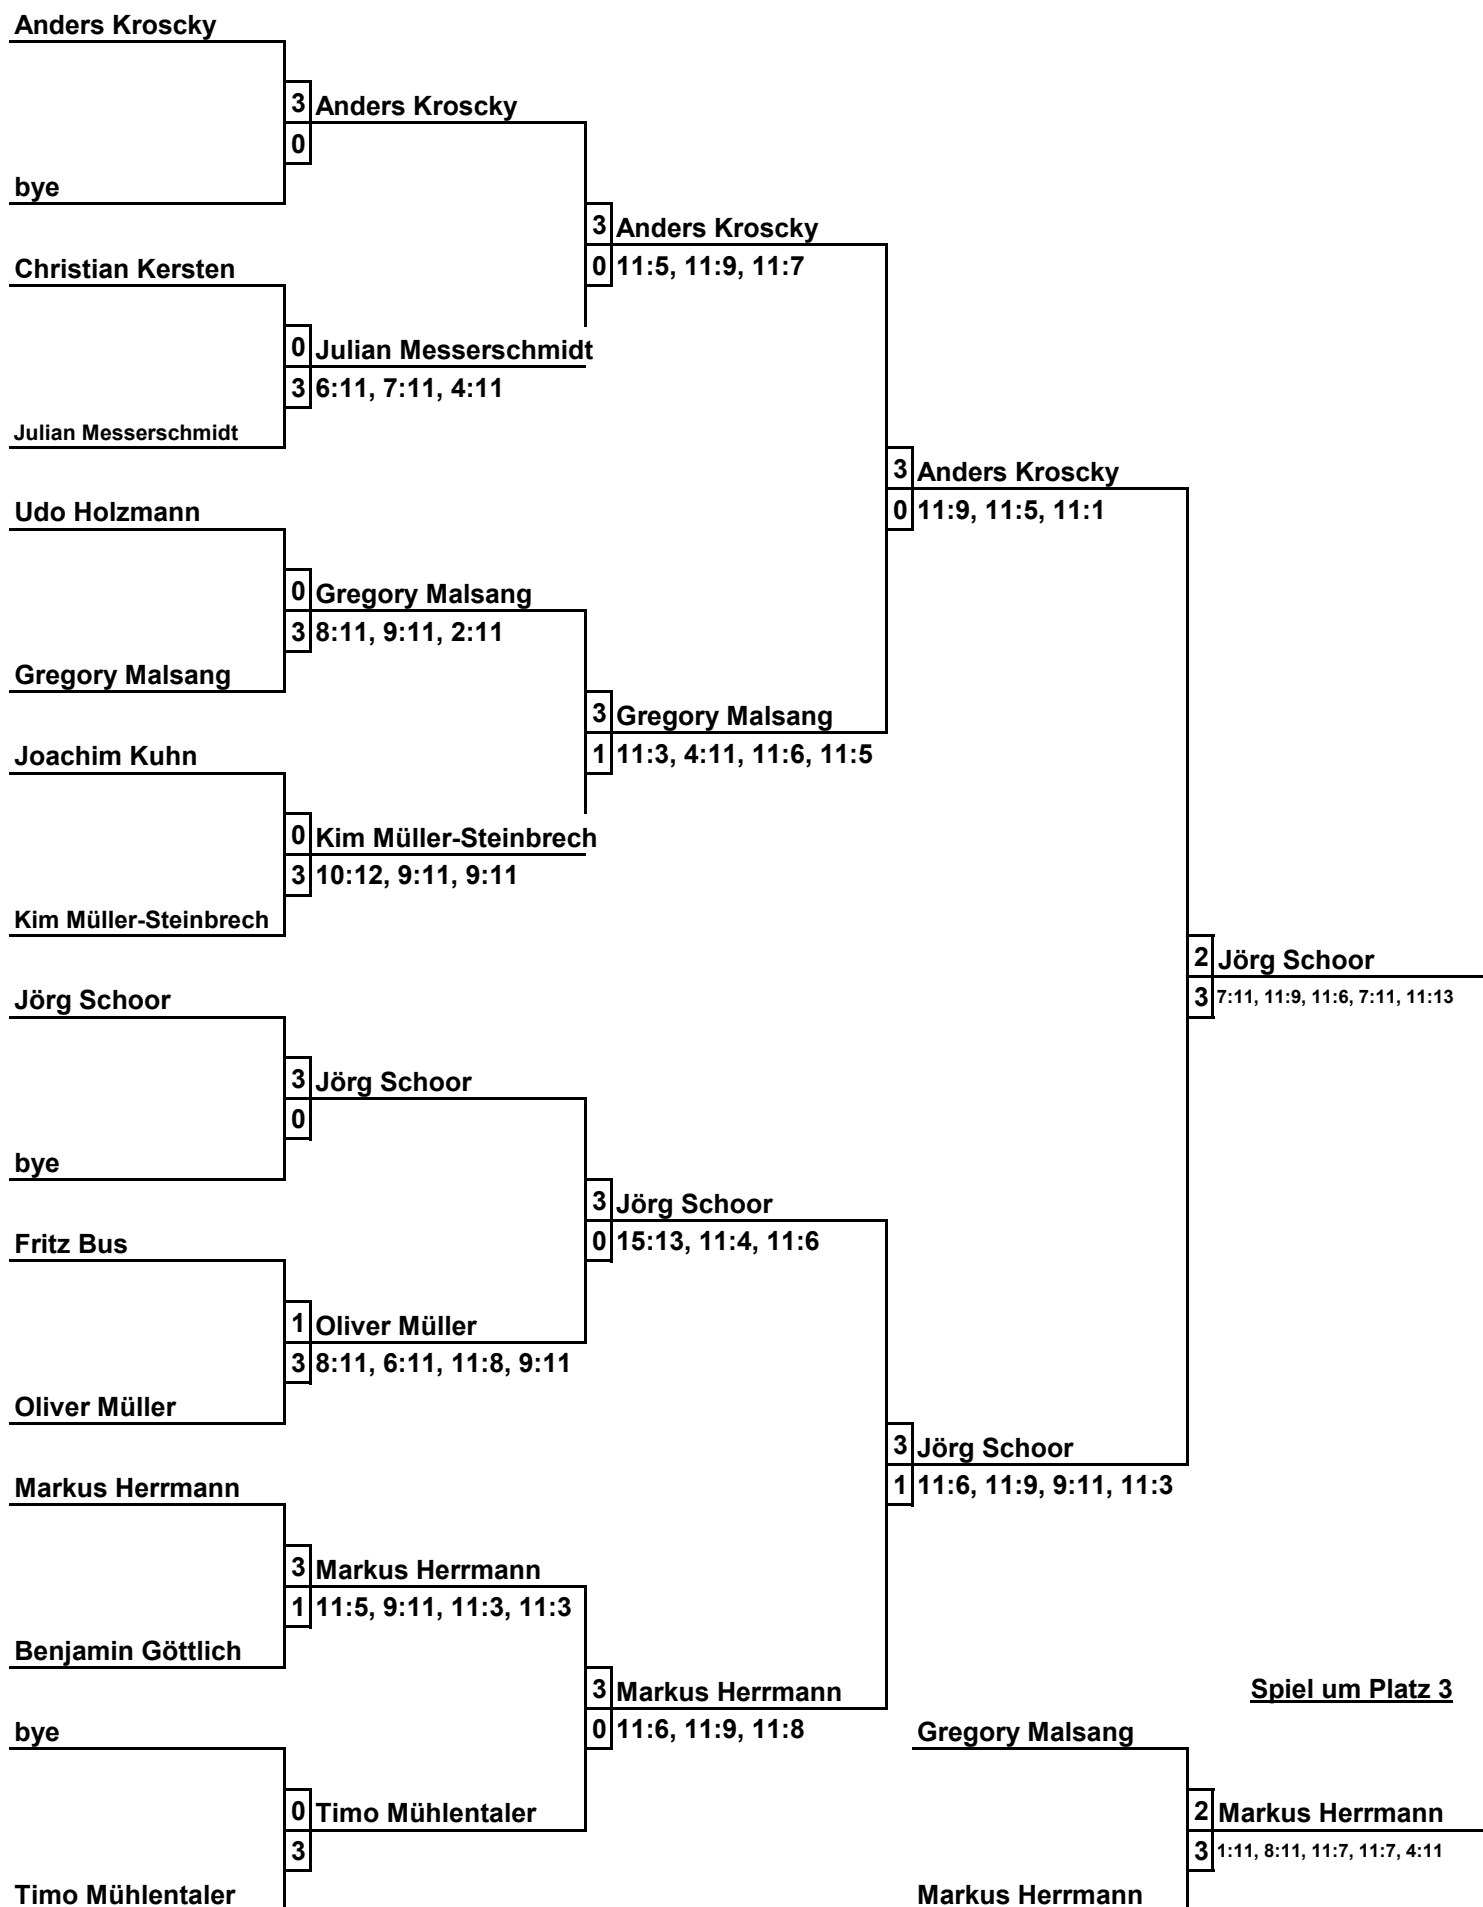 Anders Kroscky
3 Anders Kroscky
0
bye
3 Anders Kroscky
Christian Kersten
0 11:5, 11:9, 11:7
0 Julian Messerschmidt
3 6:11, 7:11, 4:11
Julian Messerschmidt
3 Anders Kroscky
Udo Holzmann
0 11:9, 11:5, 11:1
0 Gregory Malsang
3 8:11, 9:11, 2:11
Gregory Malsang
3 Gregory Malsang
Joachim Kuhn
1 11:3, 4:11, 11:6, 11:5
0 Kim Müller-Steinbrech
3 10:12, 9:11, 9:11
Kim Müller-Steinbrech
2 Jörg Schoor
Jörg Schoor
3 7:11, 11:9, 11:6, 7:11, 11:13
3 Jörg Schoor
0
bye
3 Jörg Schoor
Fritz Bus
0 15:13, 11:4, 11:6
1 Oliver Müller
3 8:11, 6:11, 11:8, 9:11
Oliver Müller
3 Jörg Schoor
Markus Herrmann
1 11:6, 11:9, 9:11, 11:3
3 Markus Herrmann
1 11:5, 9:11, 11:3, 11:3
Benjamin Göttlich
3 Markus Herrmann
Spiel um Platz 3
bye
0 11:6, 11:9, 11:8
Gregory Malsang
0 Timo Mühlentaler
2 Markus Herrmann
3
3 1:11, 8:11, 11:7, 11:7, 4:11
Timo Mühlentaler
Markus Herrmann